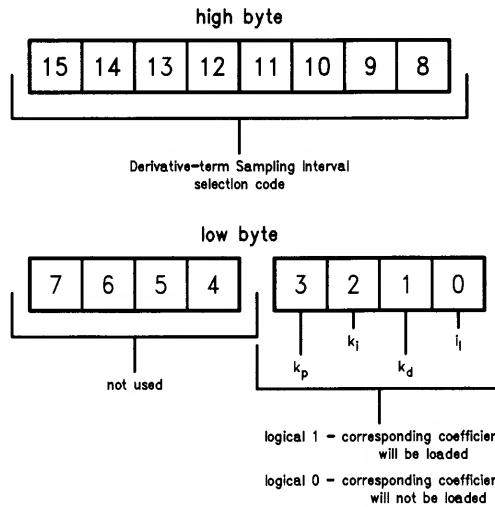 high byte
15 14 13 12 11 10 9 8
Derivative-term Sampling Interval
selection code
low byte
7 6 5 4 3 2 1 0
kp ki kd il
not used
logical 1 – corresponding coefficien
will be loaded
logical 0 – corresponding coefficien
will not be loaded